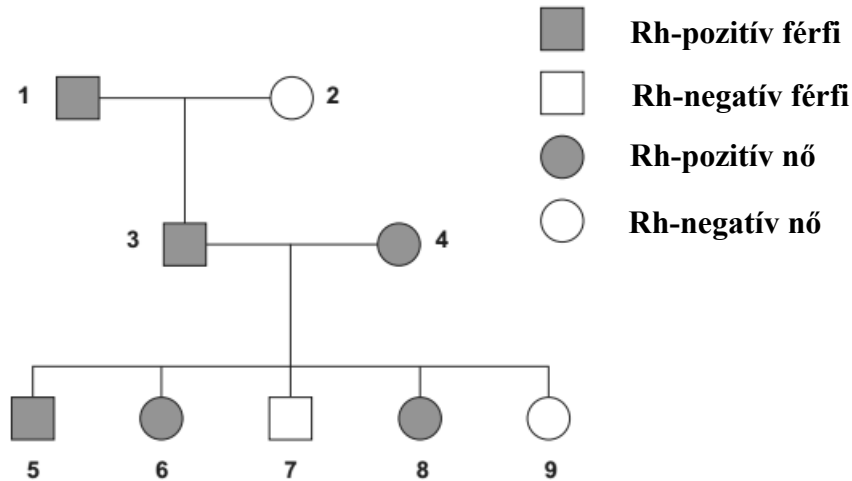 Rh-pozitív férfi
1
2
Rh-negatív férfi
Rh-pozitív nő
3
4
Rh-negatív nő
5
6
7
8
9